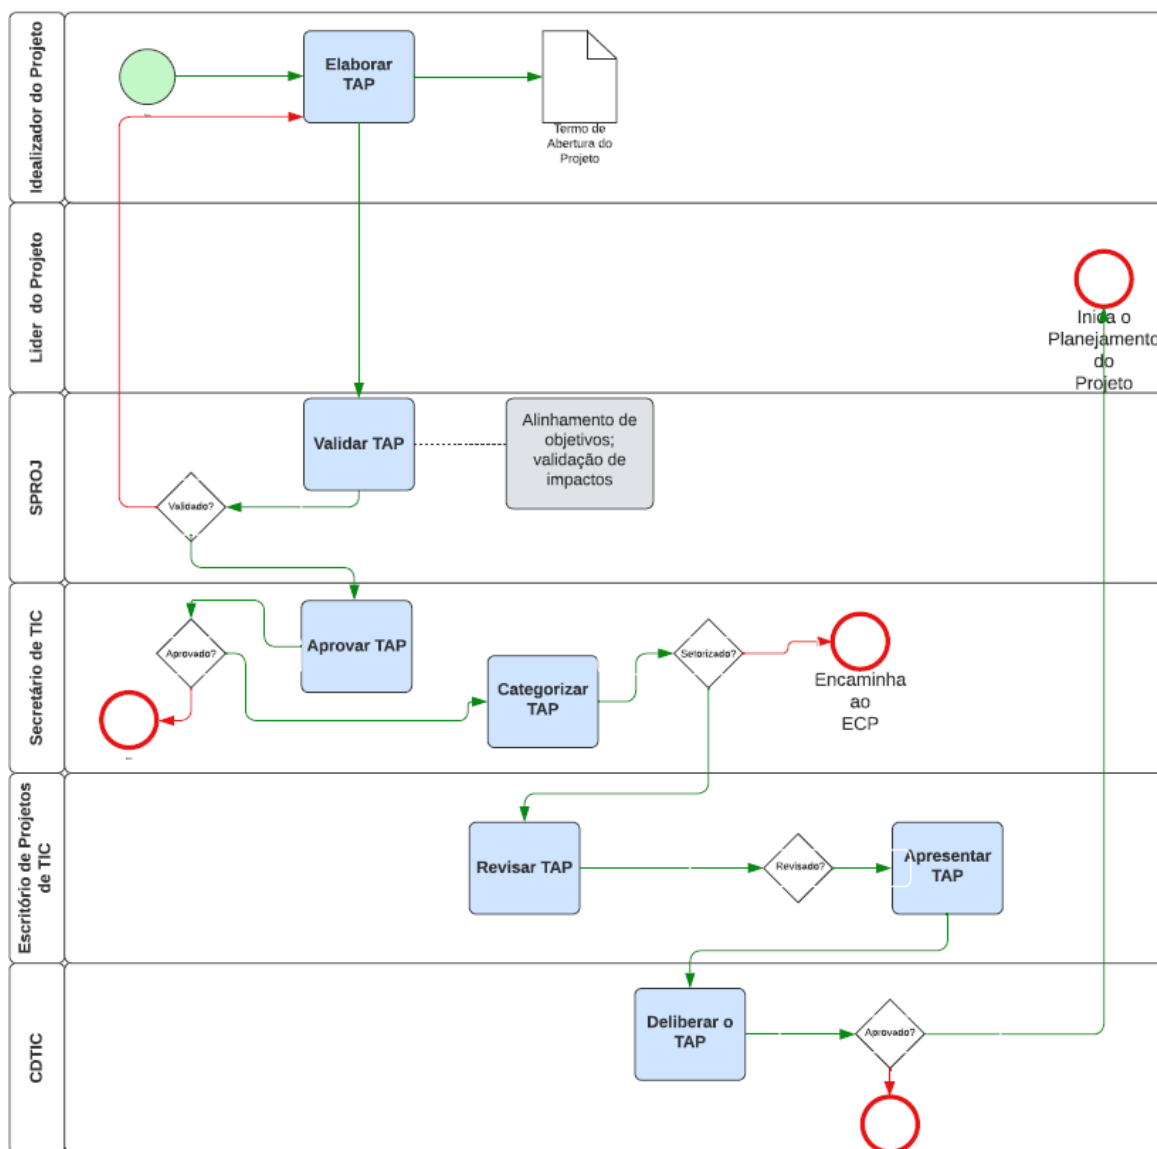 Idealizador do Projeto
Elaborar
TAP
Termo de
Abertura do
Projeto
Lider do Projeto
Inicia o
Planejamento
do
Projeto
SPROJ
Validar TAP
Alinhamento de
objetivos;
validação de
impactos
Validado?
Secretário de TIC
Aprovar TAP
Aprovado?
Categorizar
TAP
Setorizado?
Encaminha
ao
ECP
Escritório de Projetos
de TIC
Revisar TAP
Revisado?
Apresentar
TAP
CDTIC
Deliberar o
TAP
Aprovado?